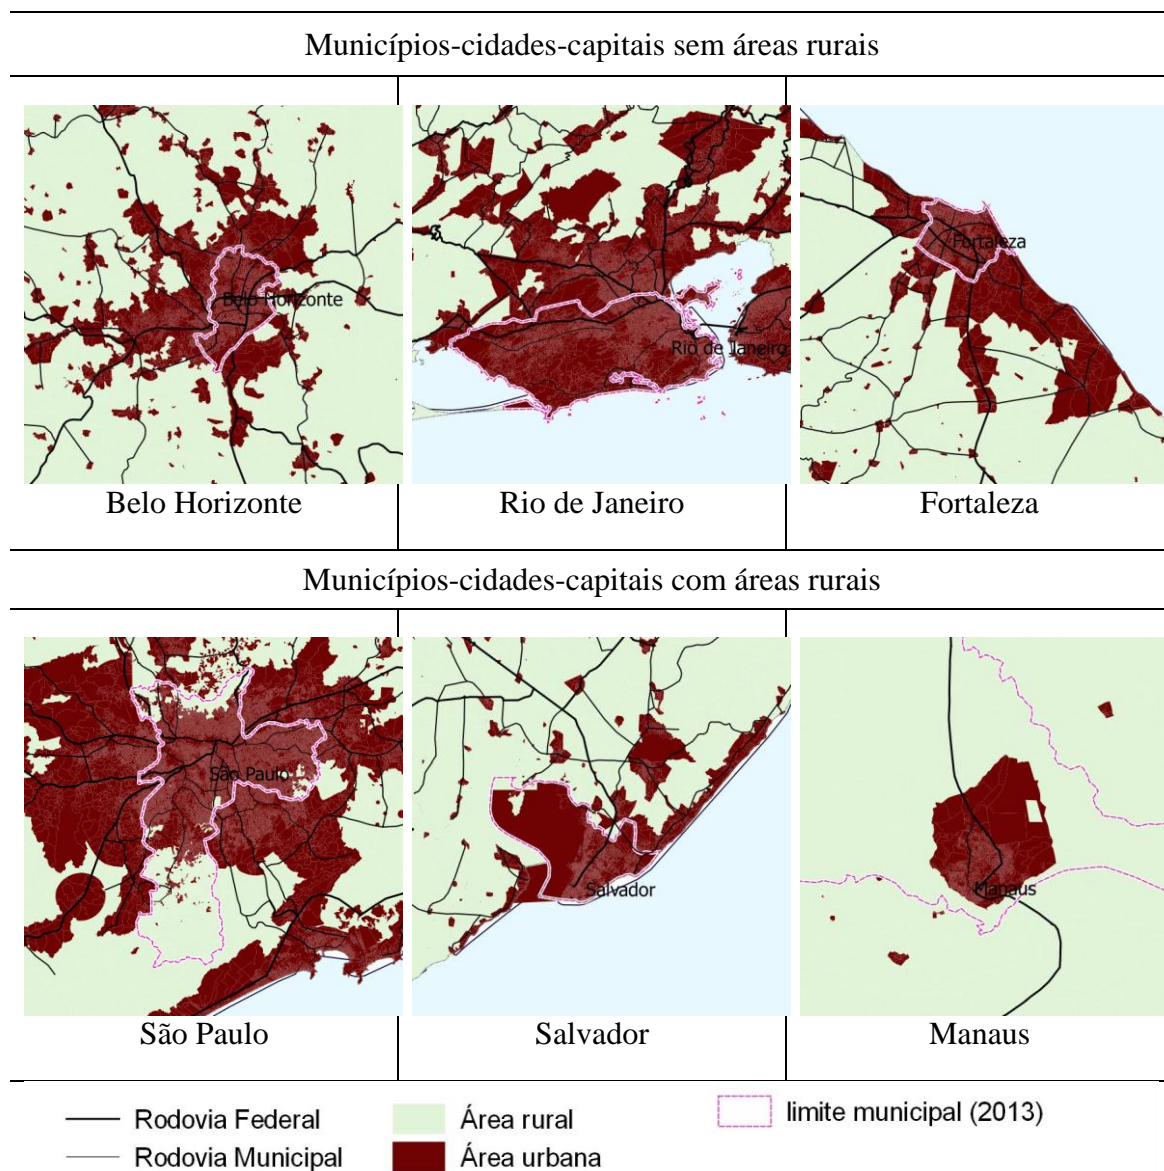 Municípios-cidades-capitais sem áreas rurais
Belo Horizonte
Rio de Janeiro
Fortaleza
Belo Horizonte
Rio de Janeiro
Fortaleza
Municípios-cidades-capitais com áreas rurais
São Paulo
Salvador
Manaus
São Paulo
Salvador
Manaus
Rodovia Federal
Área rural
limite municipal (2013)
Rodovia Municipal
Área urbana